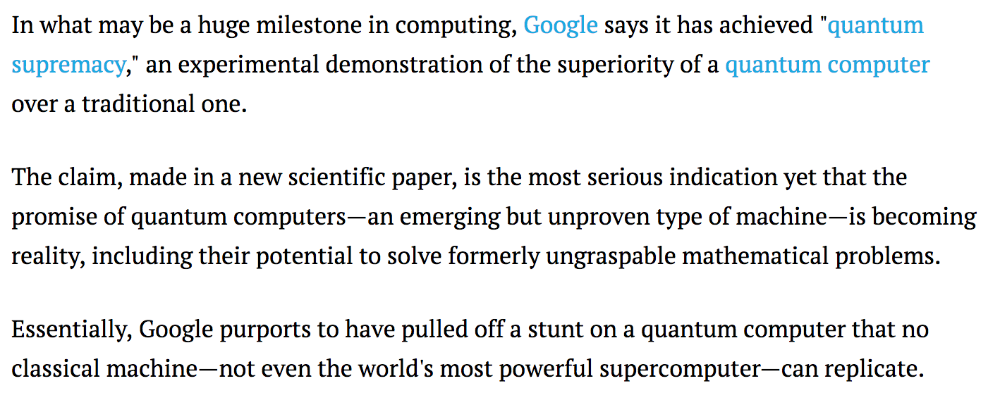 In what may be a huge milestone in computing, Google says it has achieved "quantum
supremacy," an experimental demonstration of the superiority of a quantum computer
over a traditional one.
The claim, made in a new scientific paper, is the most serious indication yet that the
promise of quantum computers—an emerging but unproven type of machine—is becoming
reality, including their potential to solve formerly ungraspable mathematical problems.
Essentially, Google purports to have pulled off a stunt on a quantum computer that no
classical machine—not even the world's most powerful supercomputer—can replicate.